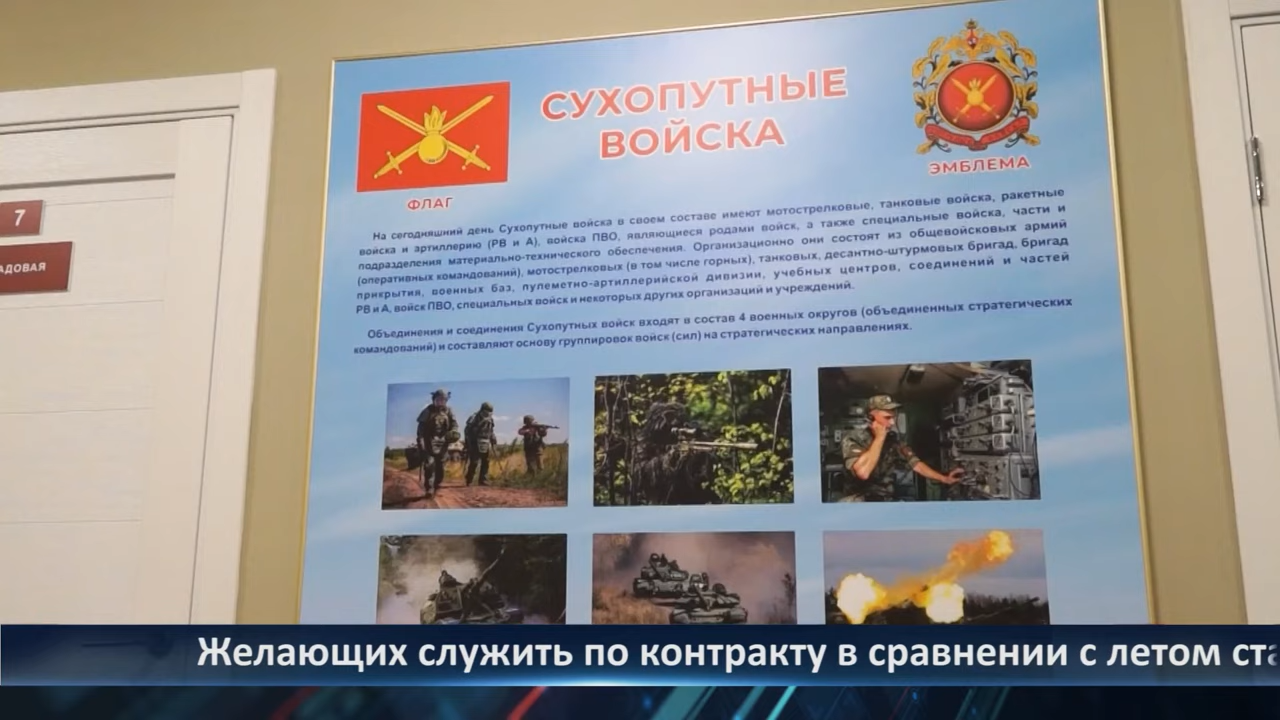 СУХОПУТНЫЕ
ВОЙСКА
ФЛАГ
ЭМБЛЕМА
7
На сегодняшний день Сухопутные войска в своем составе имеют мотострелковые, танковые войска, ракетные
войска и артиллерию (РВ и А), войска ПВО, являющиеся родами войск, а также специальные войска, части и
подразделения материально-технического обеспечения. Организационно они состоят из общевойсковых армий
(оперативных командований), мотострелковых (в том числе горных), танковых, десантно-штурмовых бригад, бригад
прикрытия, военных баз, пулеметно-артиллерийской дивизии, учебных центров, соединений и частей
РВ и А, войск ПВО, специальных войск и некоторых других организаций и учреждений.
Объединения и соединения Сухопутных войск входят в состав 4 военных округов (объединенных стратегических
командований) и составляют основу группировок войск (сил) на стратегических направлениях.
Желающих служить по контракту в сравнении с летом